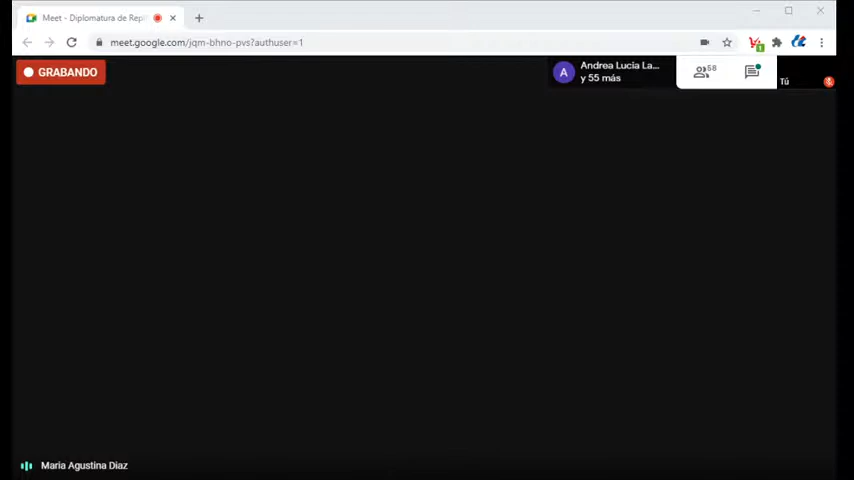 Meet - Diplomatura de Rep
meet.google.com/jqm-bhno-pvs?authuser=1
1
GRABANDO
Andrea Lucia La...
y 55 más
58
Tú
Maria Agustina Diaz